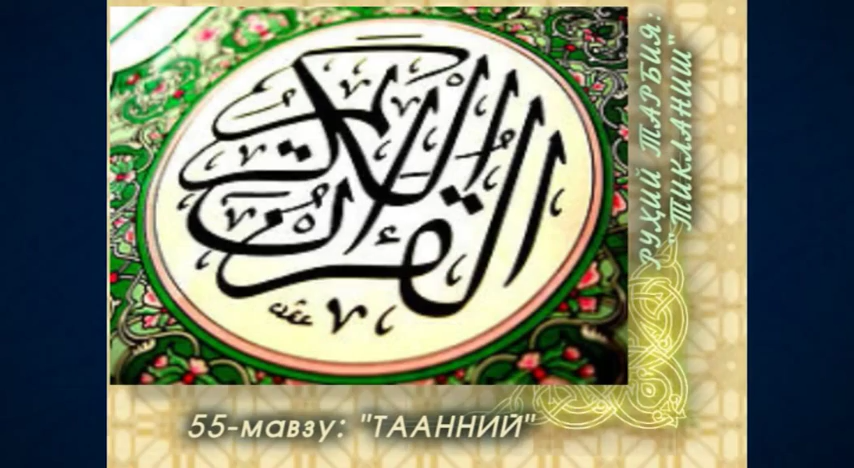 القرآن الكريم
РУҲИЙ ТАРБИЯ:
"ТИКЛАНИШ"
55-мавзу: "ТААННИЙ"